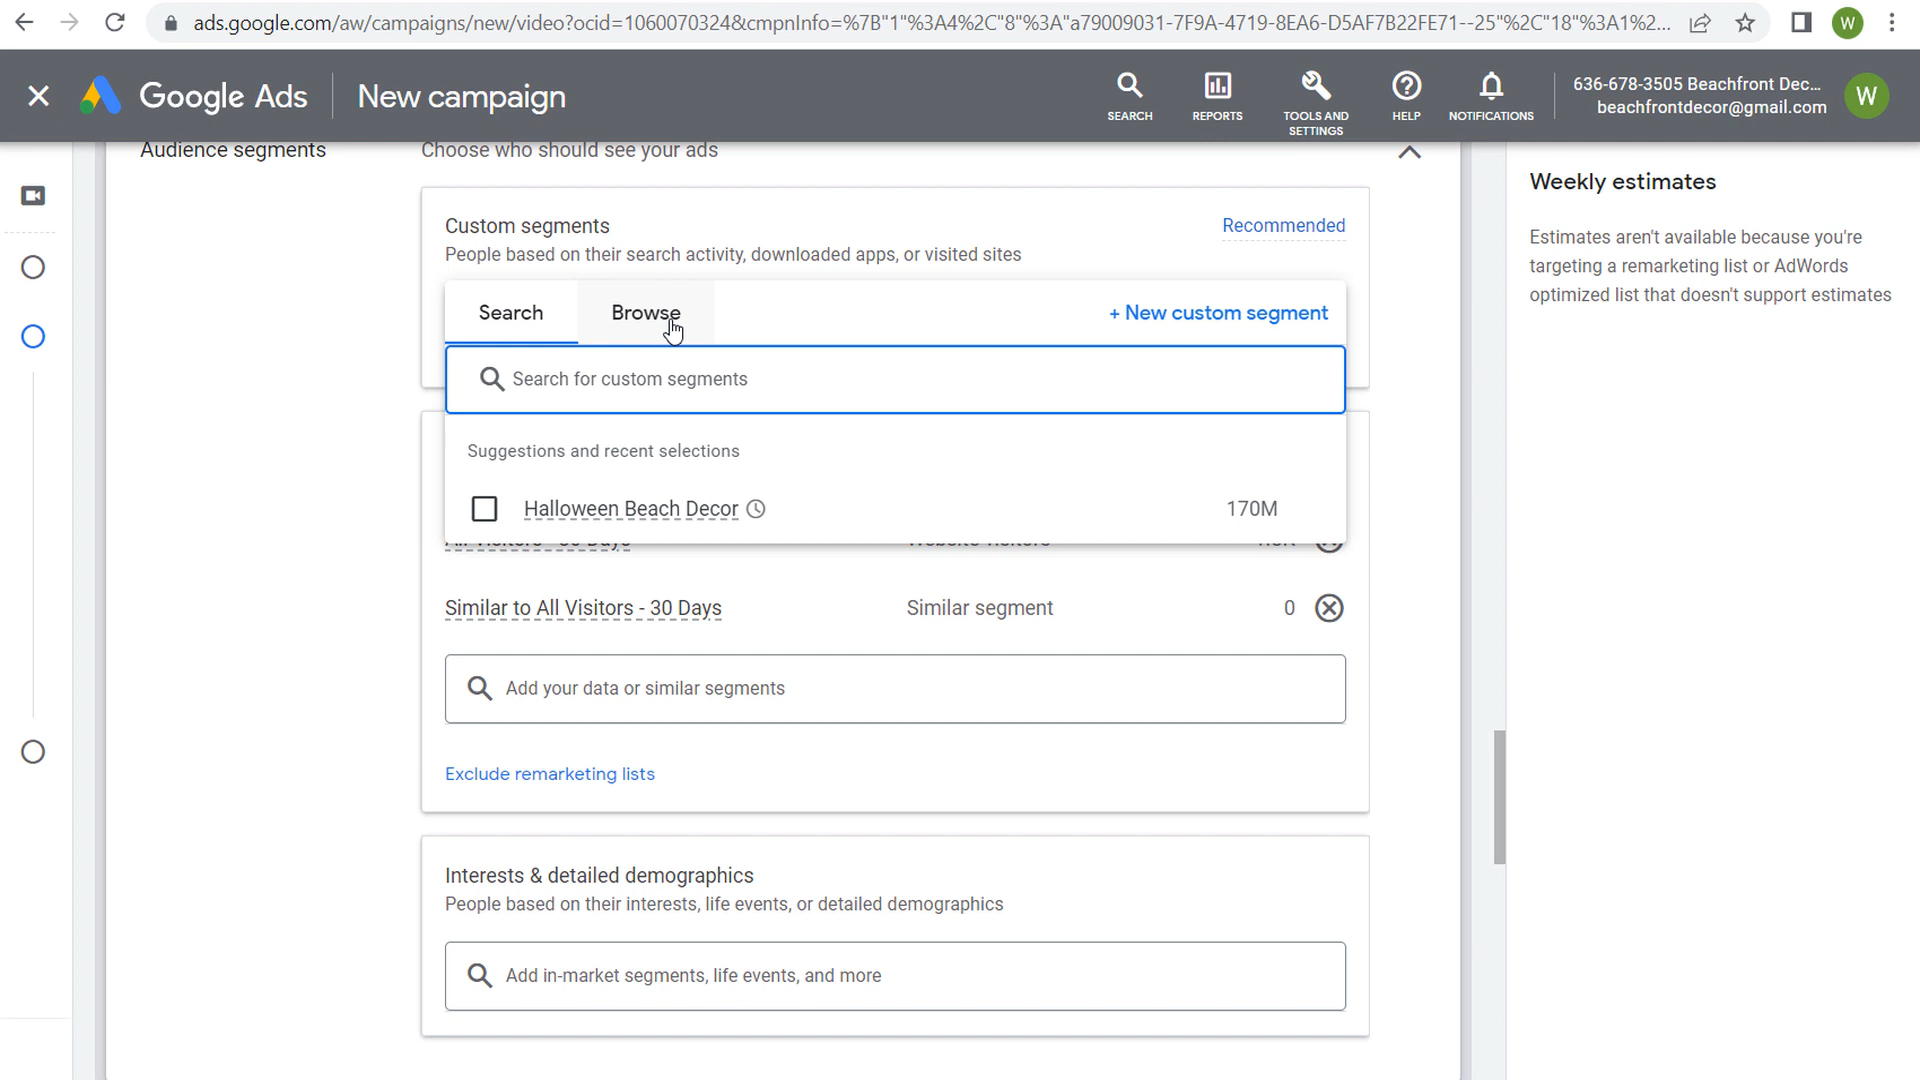 ads.google.com/aw/campaigns/new/video?ocid=1060070324&cmpnInfo=%7B"1"%3A4%2C"8"%3A"a79009031-7F9A-4719-8EA6-D5AF7B22FE71--25"%2C"18"%3A1%2...
W
Google Ads
New campaign
SEARCH
REPORTS
TOOLS AND
SETTINGS
HELP
NOTIFICATIONS
636-678-3505 Beachfront Dec...
beachfrontdecor@gmail.com
W
Audience segments
Choose who should see your ads
Weekly estimates
Estimates aren't available because you're
targeting a remarketing list or AdWords
optimized list that doesn't support estimates
Custom segments
Recommended
People based on their search activity, downloaded apps, or visited sites
Search
Browse
+ New custom segment
Search for custom segments
Suggestions and recent selections
Halloween Beach Decor
170M
Similar to All Visitors - 30 Days
Similar segment
0
Add your data or similar segments
Exclude remarketing lists
Interests & detailed demographics
People based on their interests, life events, or detailed demographics
Add in-market segments, life events, and more